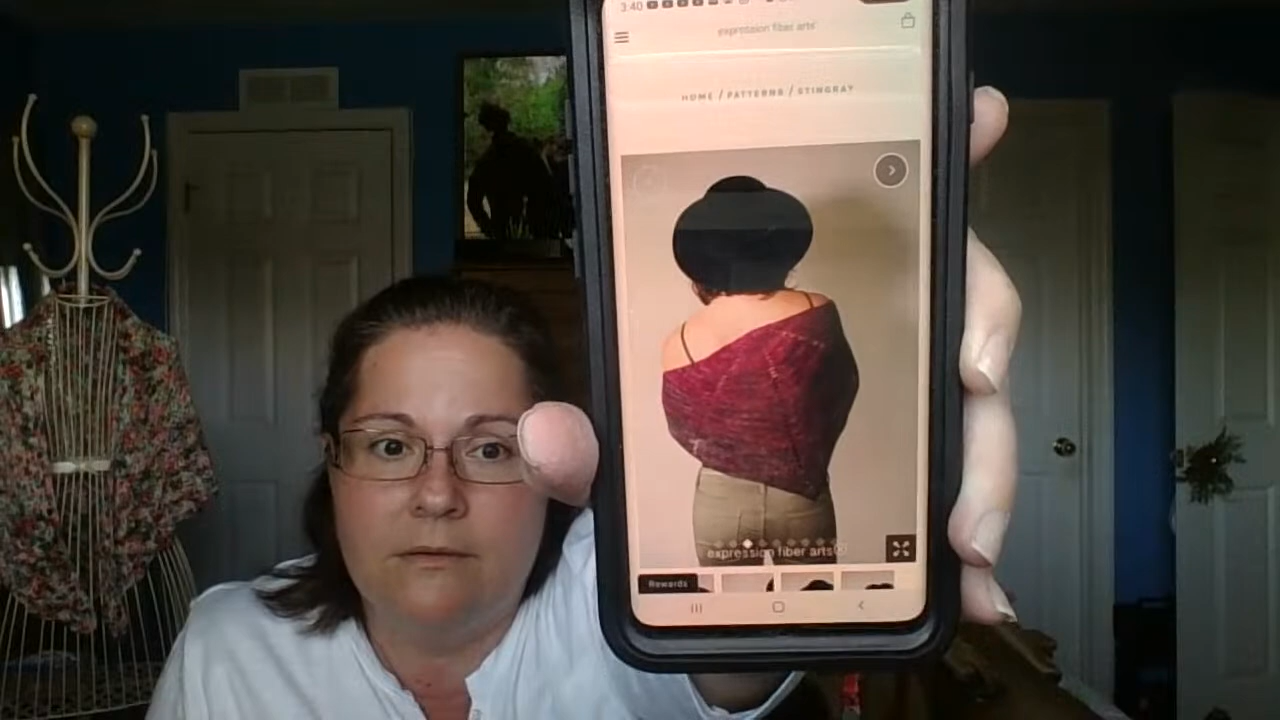 3:40
expression fiber arts
HOME / PATTERNS / STINGRAY
expression fiber arts
Rewards